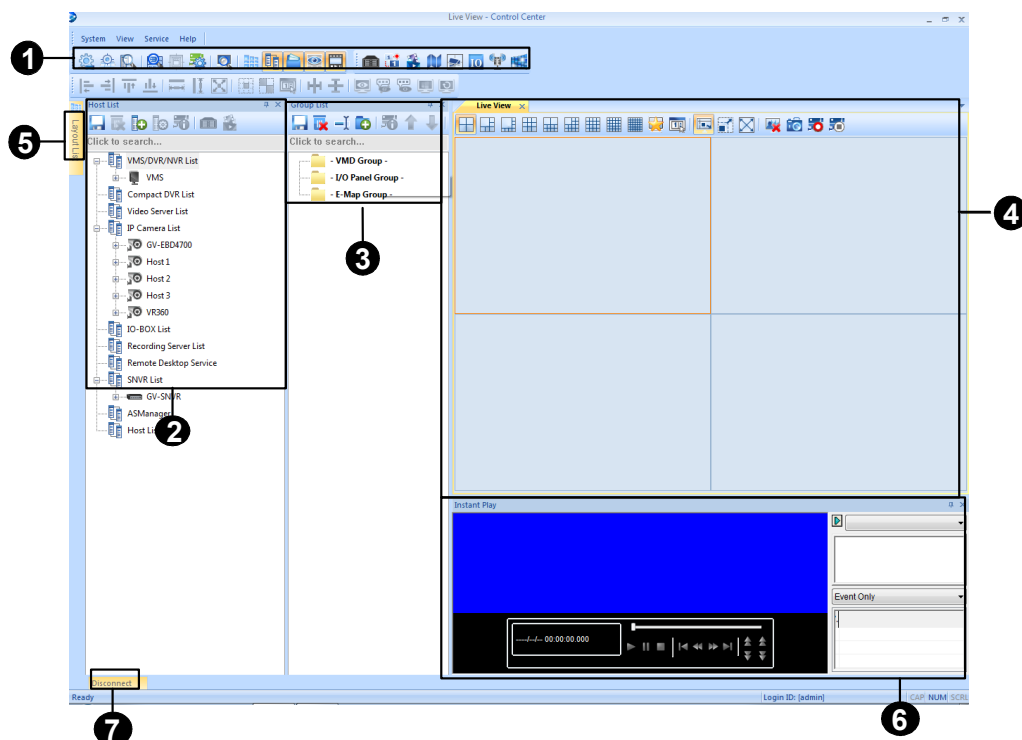 Live View - Control Center
System View Service Help
1
Host List
Group List
Live View
Layout Lis
5
Click to search...
Click to search...
VMS/DVR/NVR List
VMS
Compact DVR List
Video Server List
IP Camera List
GV-EBD4700
Host 1
Host 2
Host 3
VR360
IO-BOX List
Recording Server List
Remote Desktop Service
SNVR List
GV-SNVR
ASManager
Host Lis
2
- VMD Group -
- I/O Panel Group -
- E-Map Group -
3
4
Instant Play
Event Only
----/--/-- 00:00:00.000
6
Disconnect
Ready
Login ID: [admin]
CAP NUM SCRL
7